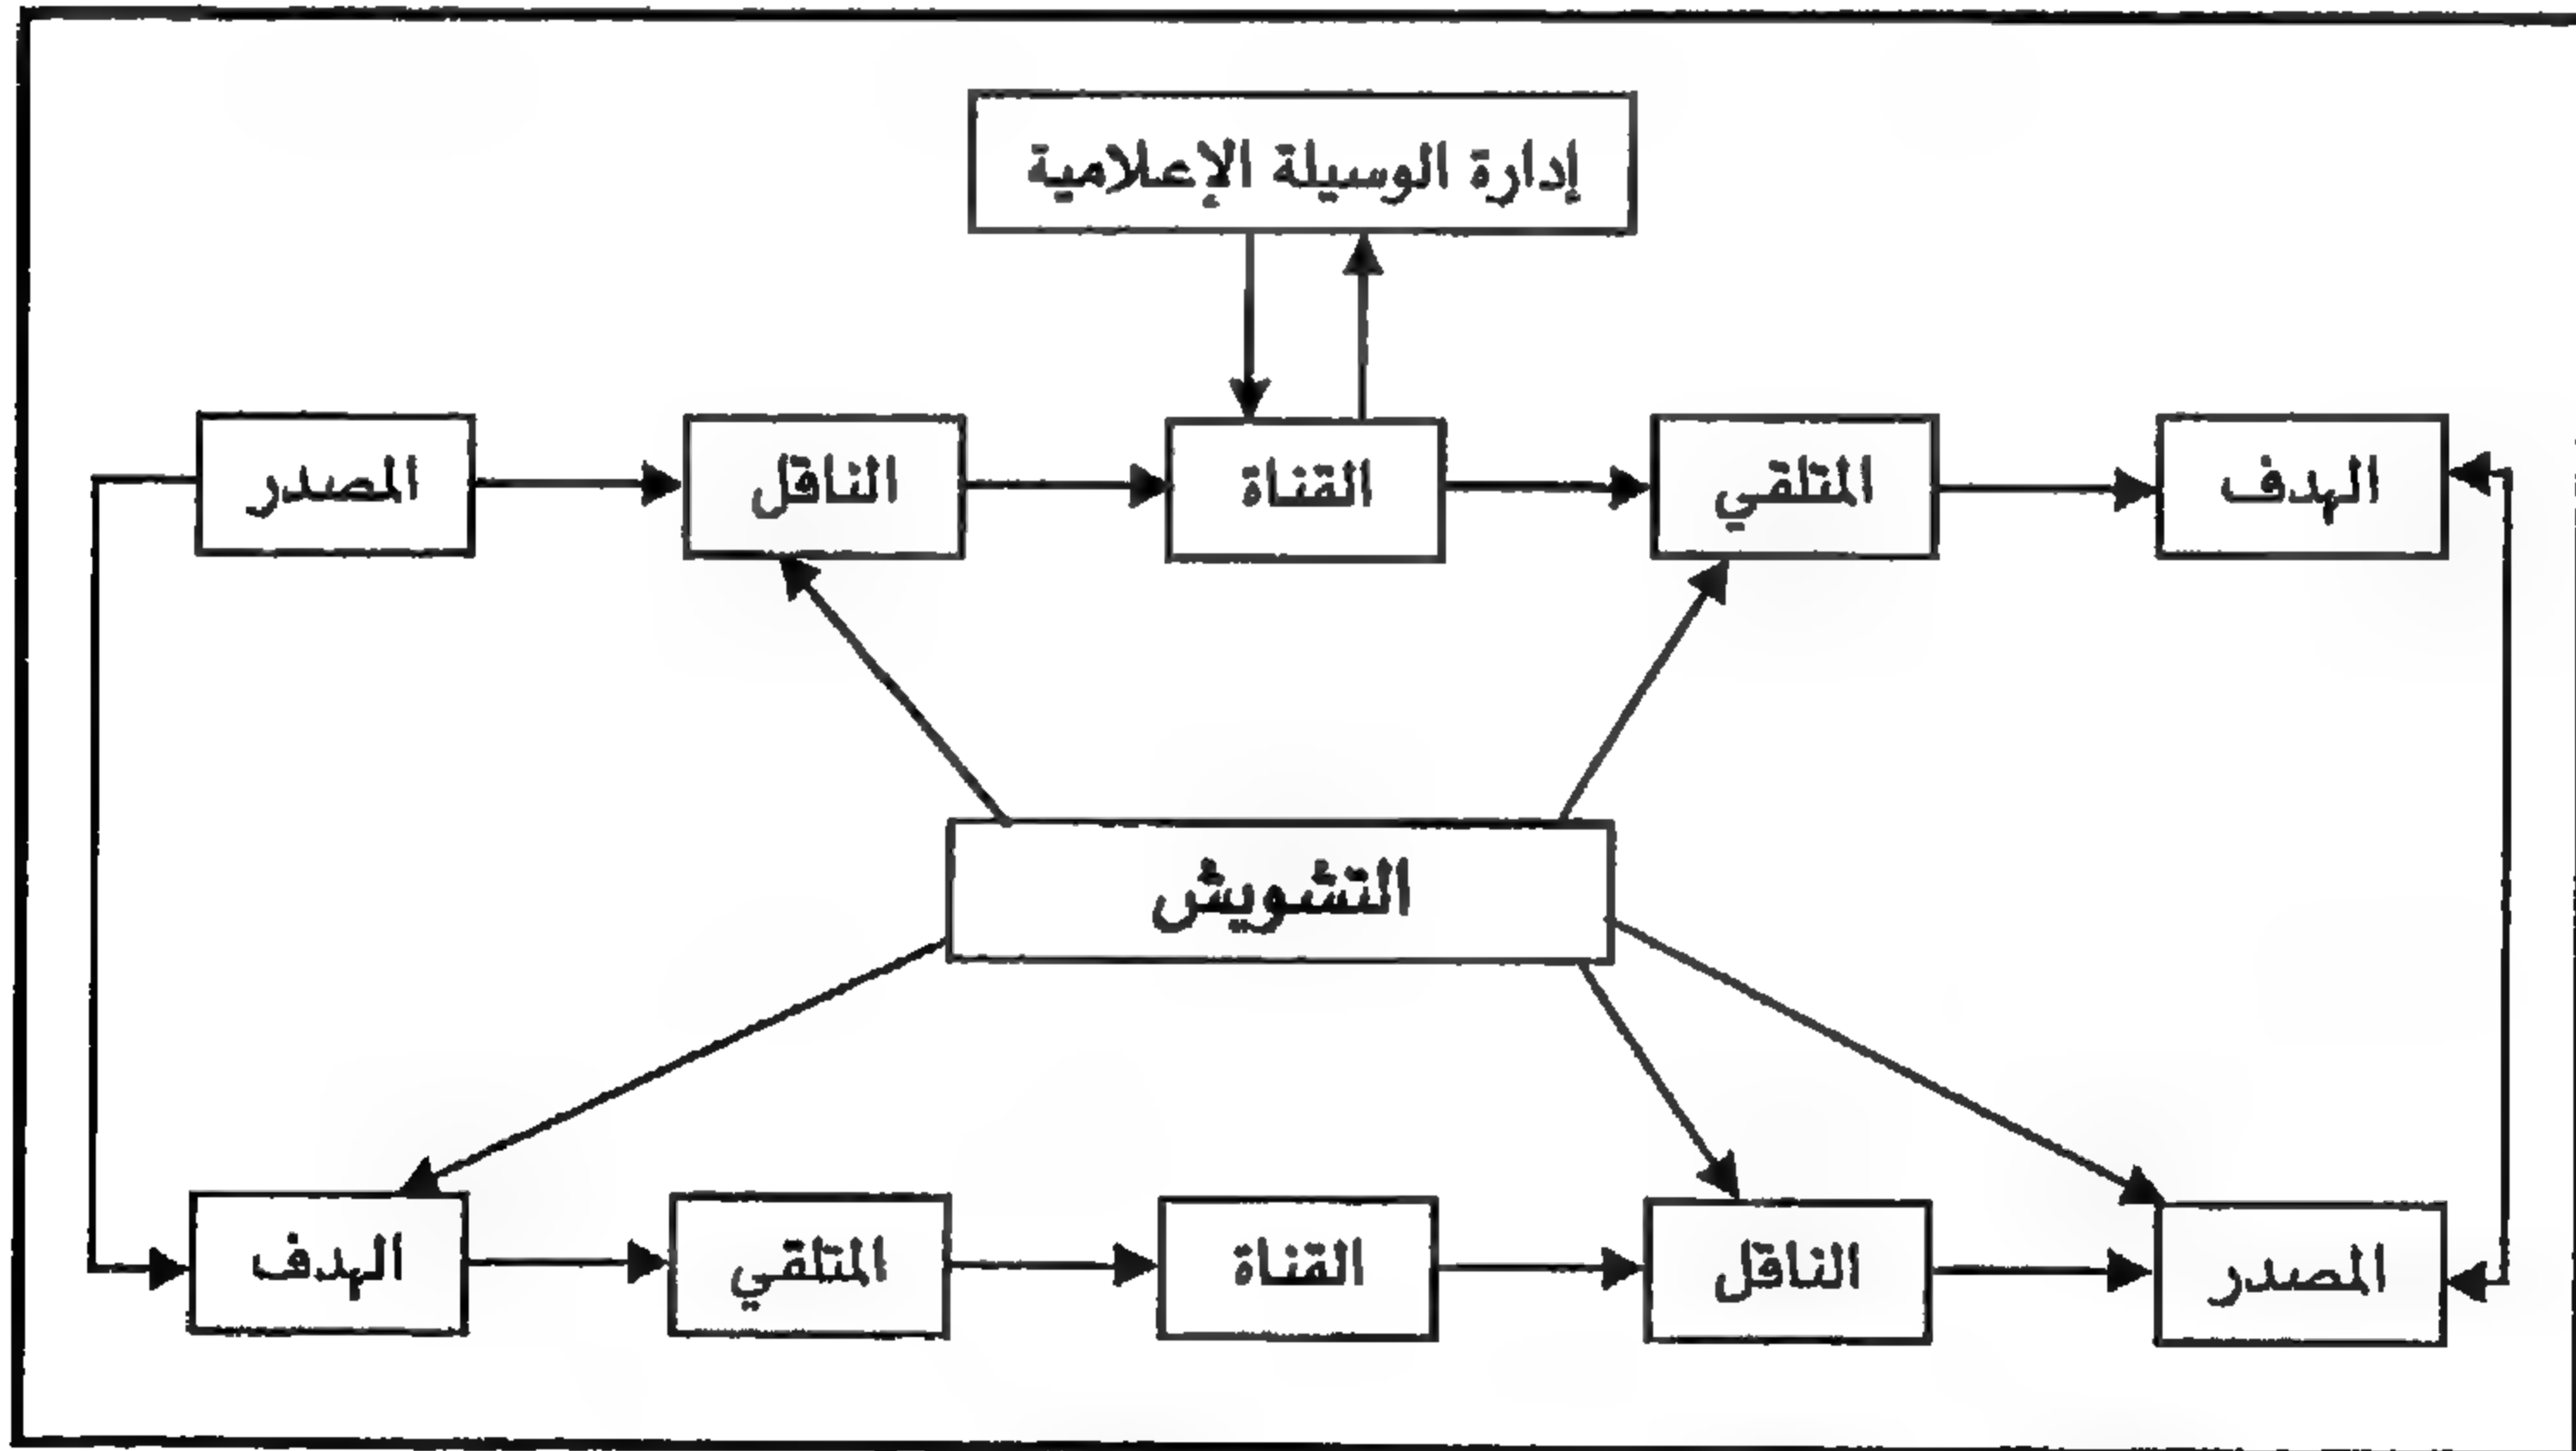 إدارة الوسيلة الإعلامية
المصدر
الناقل
القناة
المتلقي
الهدف
التشويش
الهدف
المتلقي
القناة
الناقل
المصدر